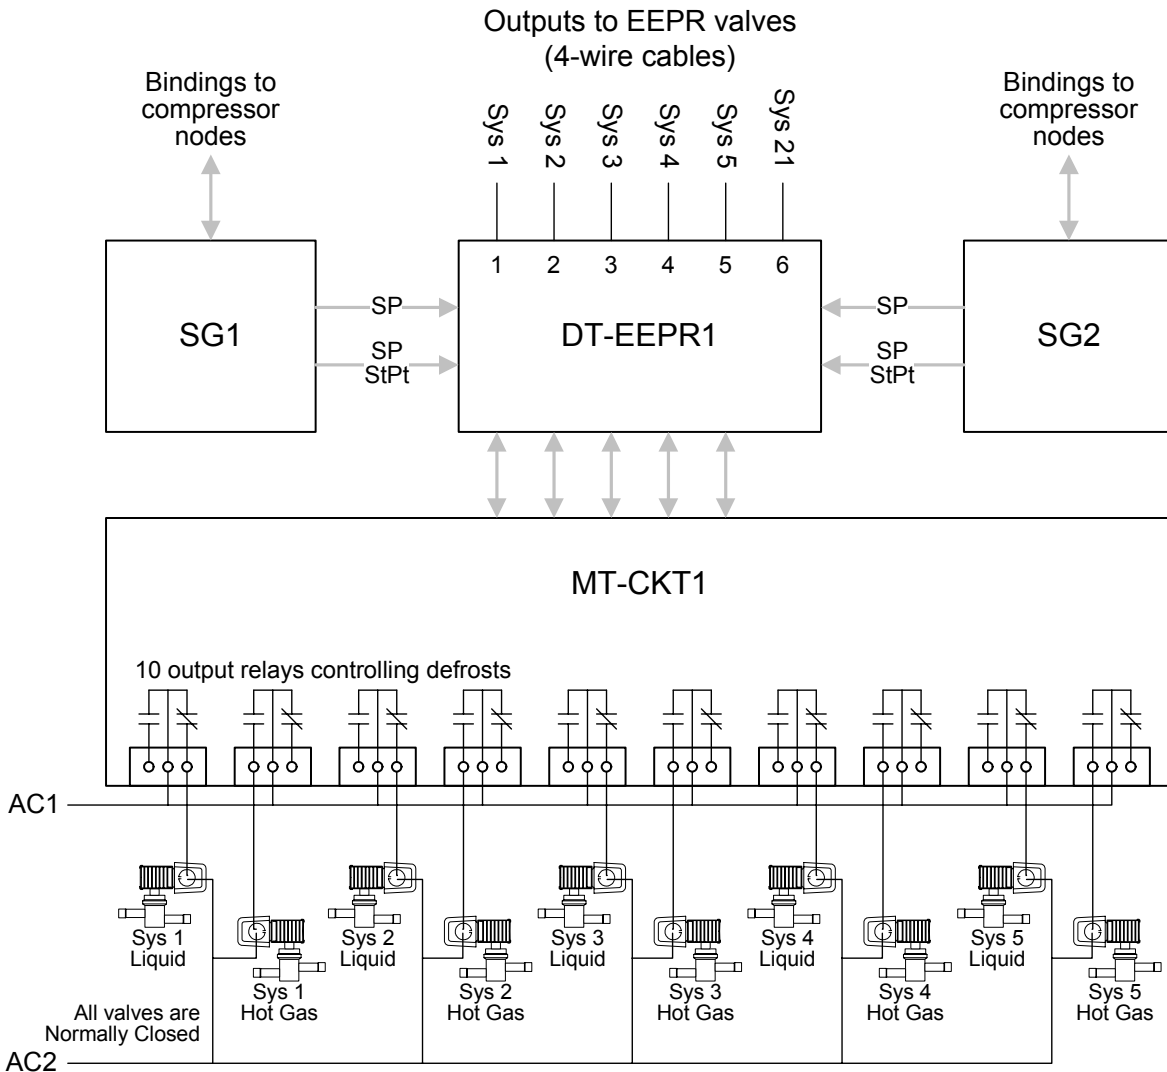 Outputs to EEPR valves
(4-wire cables)
Bindings to
compressor
nodes
Bindings to
compressor
nodes
Sys 1
Sys 2
Sys 3
Sys 4
Sys 5
Sys 21
1
2
3
4
5
6
SG1
SP
SP
StPt
DT-EEPR1
SP
SP
StPt
SG2
MT-CKT1
10 output relays controlling defrosts
AC1
Sys 1
Liquid
Sys 2
Liquid
Sys 3
Liquid
Sys 4
Liquid
Sys 5
Liquid
Sys 1
Hot Gas
Sys 2
Hot Gas
Sys 3
Hot Gas
Sys 4
Hot Gas
Sys 5
Hot Gas
All valves are
Normally Closed
AC2